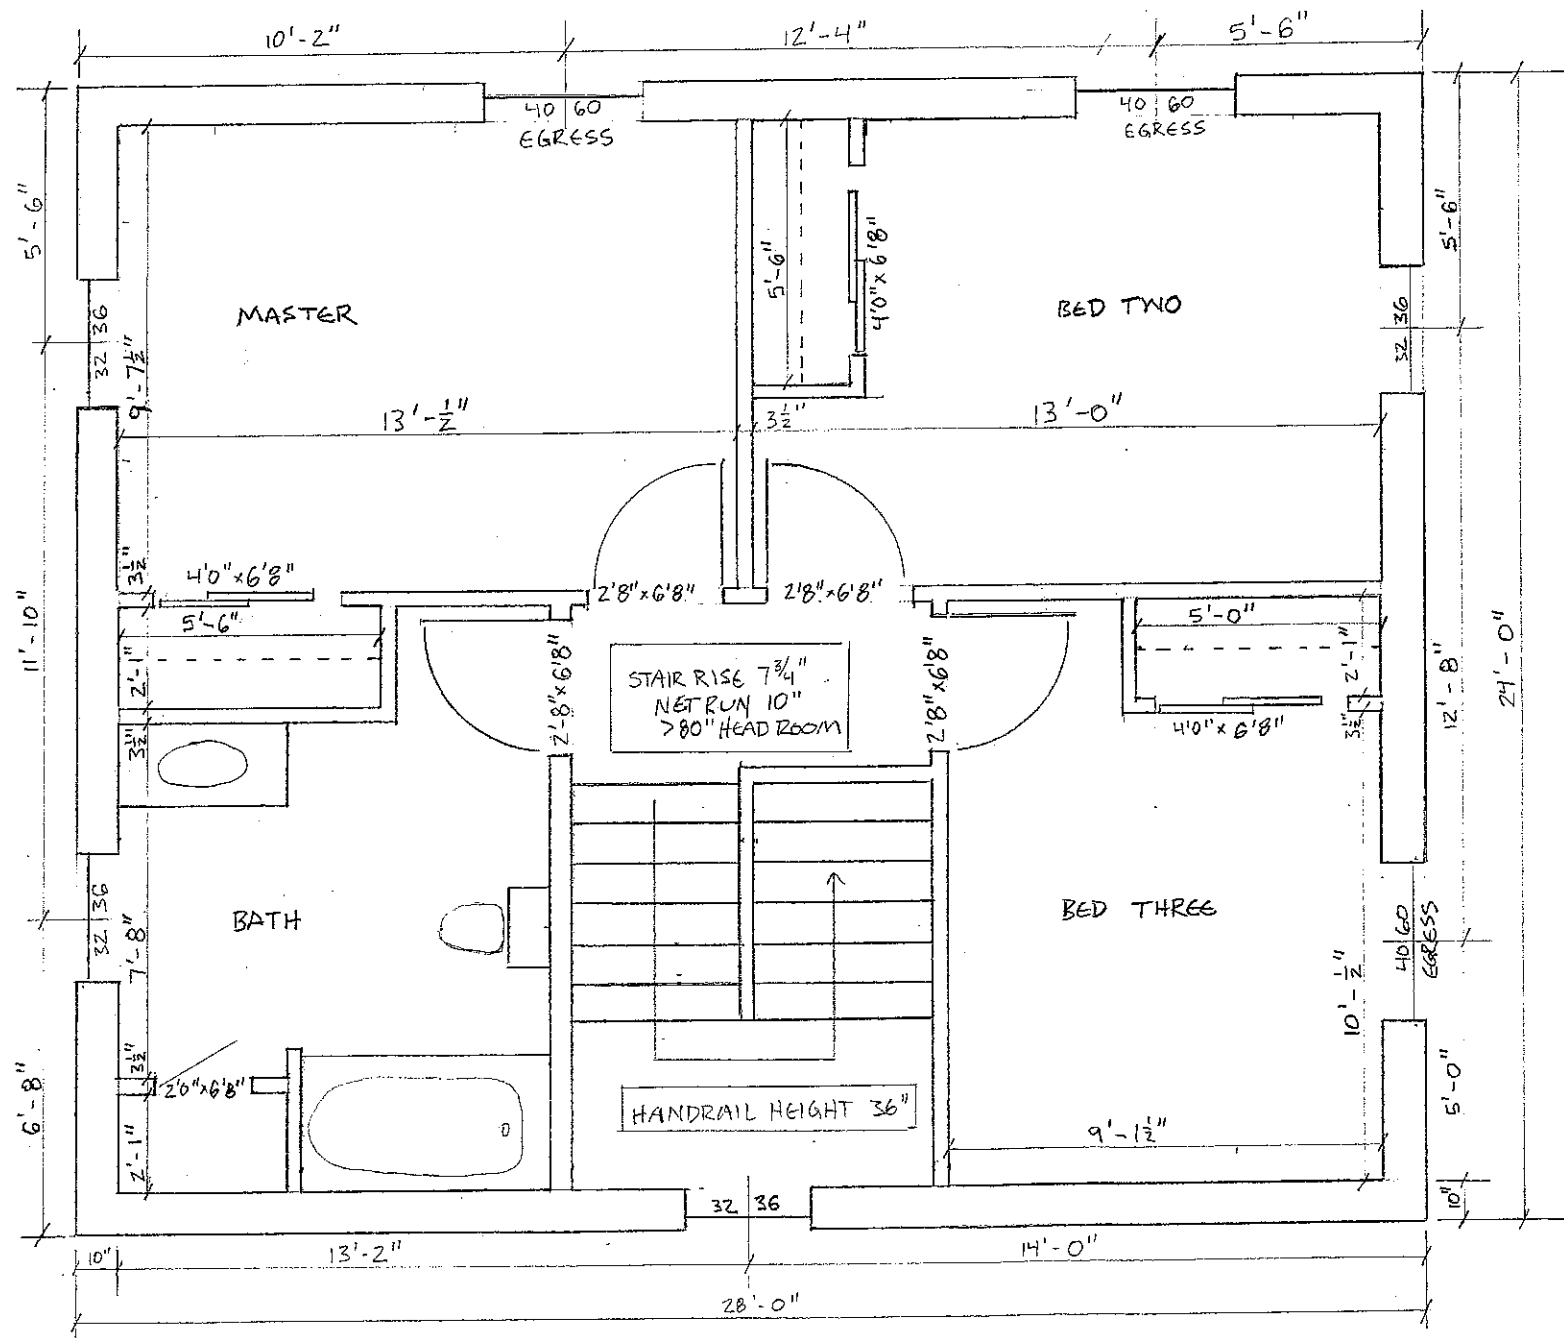 10'-2"
12'-4"
5'-6"
40 60
EGRESS
40 60
EGRESS
5'-6"
5'-6"
5'-6"
4'0"x6'8"
MASTER
BED TWO
32 36
32 36
9'-7½"
13'-½"
3½"
13'-0"
3½"
4'0"x6'8"
2'8"x6'8"
2'8"x6'8"
5'-6"
5'-0"
11'-10"
2'-1"
2'-8"x6'8"
STAIR RISE 7¾"
NET RUN 10"
>80" HEAD ROOM
2'8"x6'8"
2'-1"
12'-8"
24'-0"
3½"
4'0"x6'8"
3½"
32 36
BATH
7'-8"
BED THREE
40 60
EGRESS
10'-½"
3½"
2'0"x6'8"
HANDRAIL HEIGHT 36"
6'-8"
2'-1"
9'-1½"
5'-0"
32 36
10"
10"
13'-2"
14'-0"
28'-0"